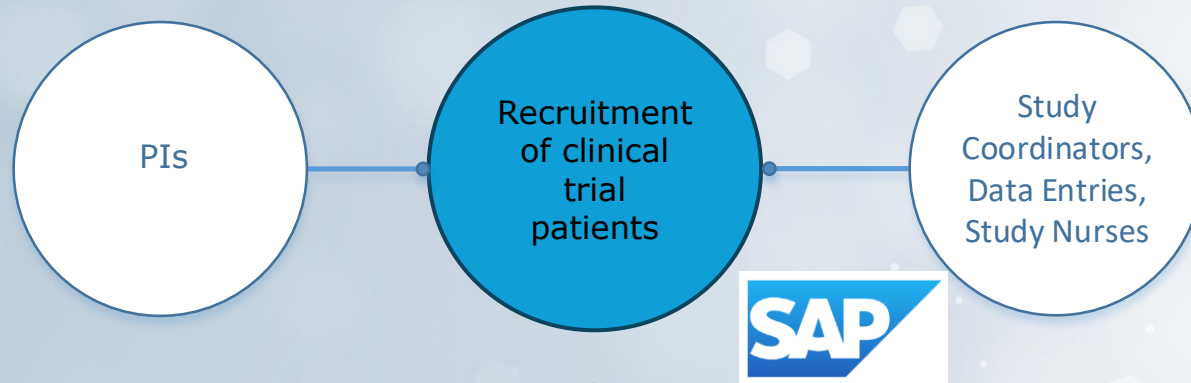 PIs
Recruitment
of clinical
trial
patients
Study
Coordinators,
Data Entries,
Study Nurses
SAP